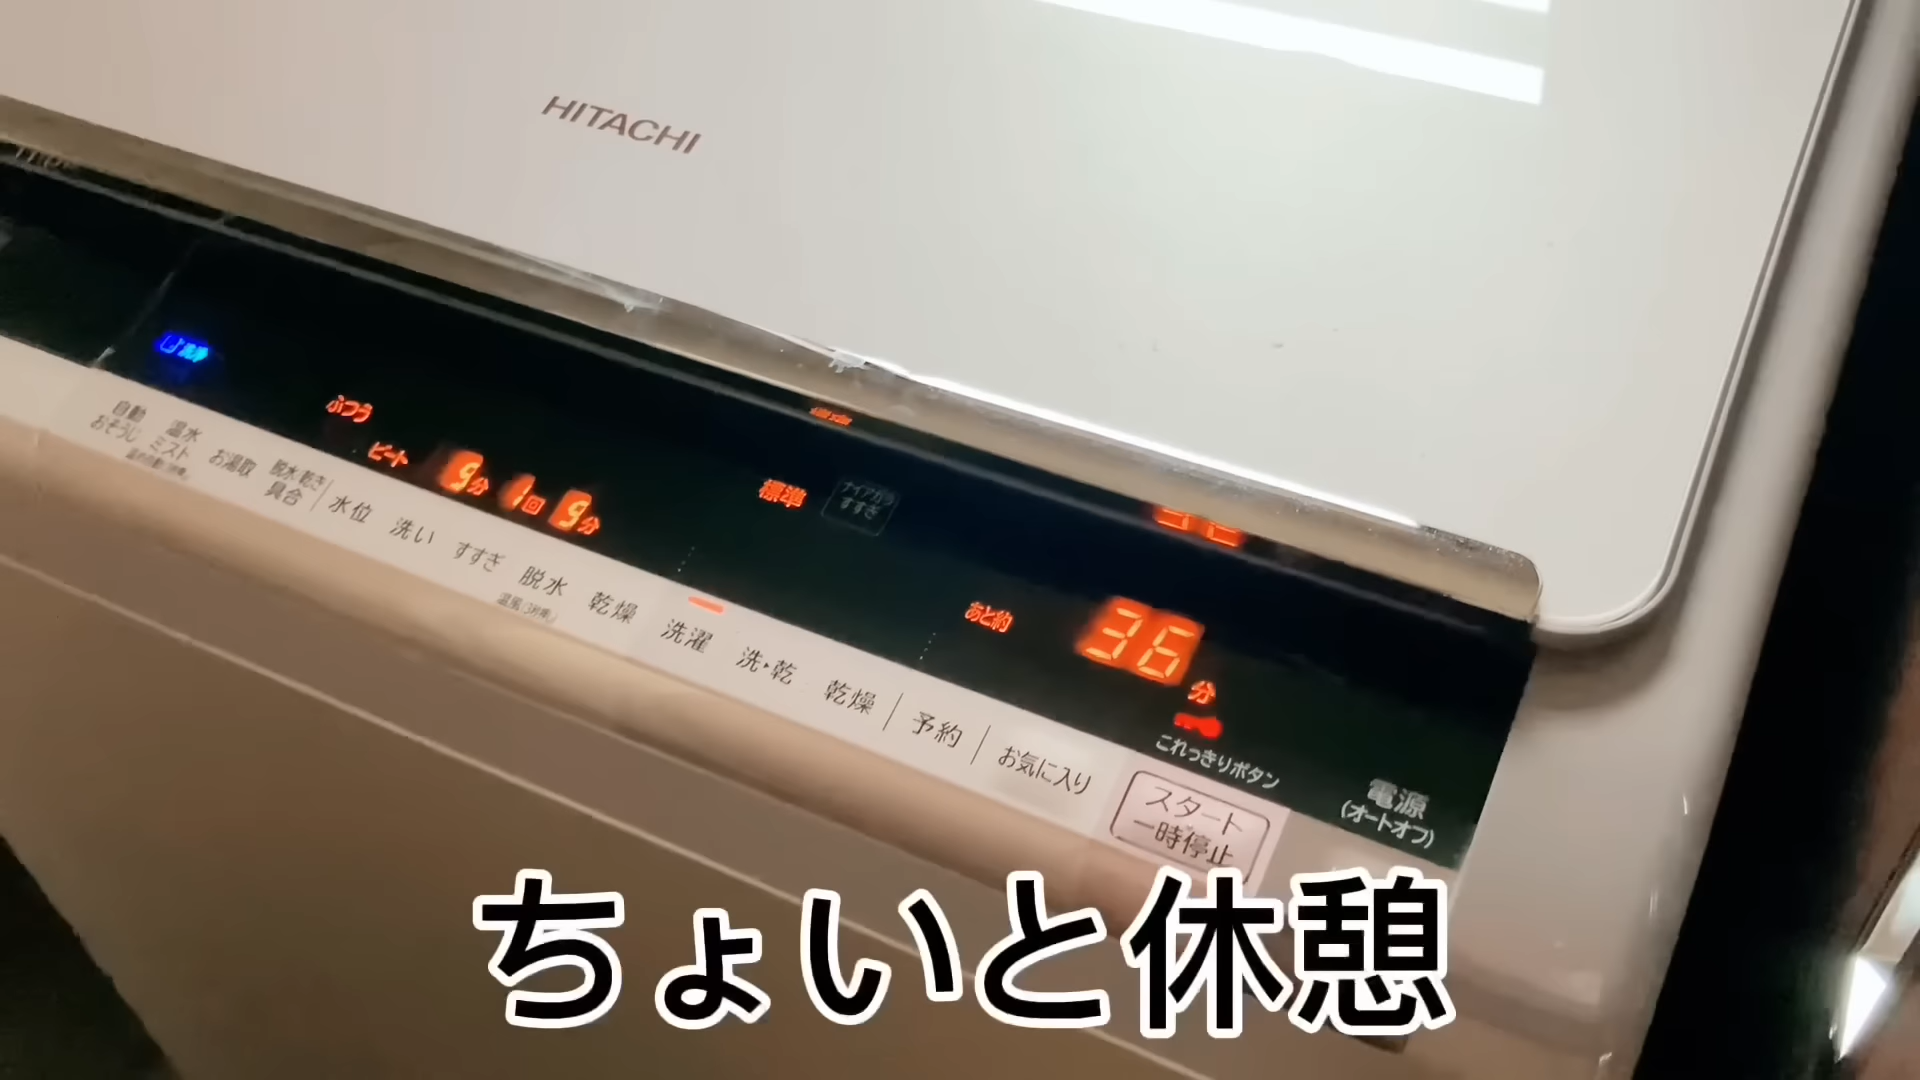 HITACHI
洗浄
ふつう
ヒート
9分 1回 9分
標準
ナイアガラ
すすぎ
あと約
36分
自動
おそうじ
温水
ミスト
お湯取
脱水・乾き
具合
水位
洗い
すすぎ
脱水
乾燥
洗濯
洗・乾
乾燥
予約
お気に入り
これっきりボタン
スタート
一時停止
電源
(オートオフ)
ちょいと休憩